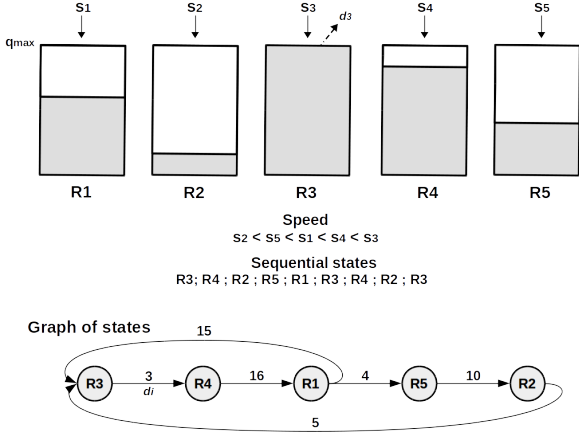 S1 S2 S3 S4 S5
d3
qmax
R1 R2 R3 R4 R5
Speed
s2 < s5 < s1 < s4 < s3
Sequential states
R3; R4 ; R2 ; R5 ; R1 ; R3 ; R4 ; R2 ; R3
Graph of states
15
R3 3 R4 16 R1 4 R5 10 R2
di
5